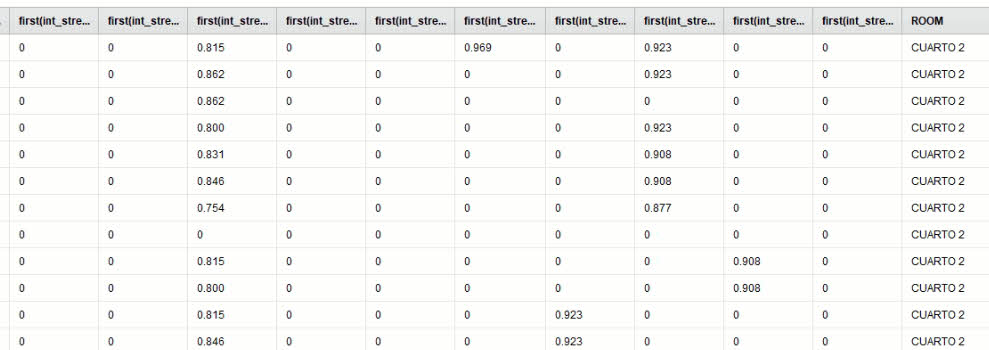 first(int_stre... first(int_stre... first(int_stre... first(int_stre... first(int_stre... first(int_stre... first(int_stre... first(int_stre... first(int_stre... first(int_stre... ROOM
0 0 0.815 0 0 0.969 0 0.923 0 0 CUARTO 2
0 0 0.862 0 0 0 0 0.923 0 0 CUARTO 2
0 0 0.862 0 0 0 0 0 0 0 CUARTO 2
0 0 0.800 0 0 0 0 0.923 0 0 CUARTO 2
0 0 0.831 0 0 0 0 0.908 0 0 CUARTO 2
0 0 0.846 0 0 0 0 0.908 0 0 CUARTO 2
0 0 0.754 0 0 0 0 0.877 0 0 CUARTO 2
0 0 0 0 0 0 0 0 0 0 CUARTO 2
0 0 0.815 0 0 0 0 0 0.908 0 CUARTO 2
0 0 0.800 0 0 0 0 0 0.908 0 CUARTO 2
0 0 0.815 0 0 0 0.923 0 0 0 CUARTO 2
0 0 0.846 0 0 0 0.923 0 0 0 CUARTO 2